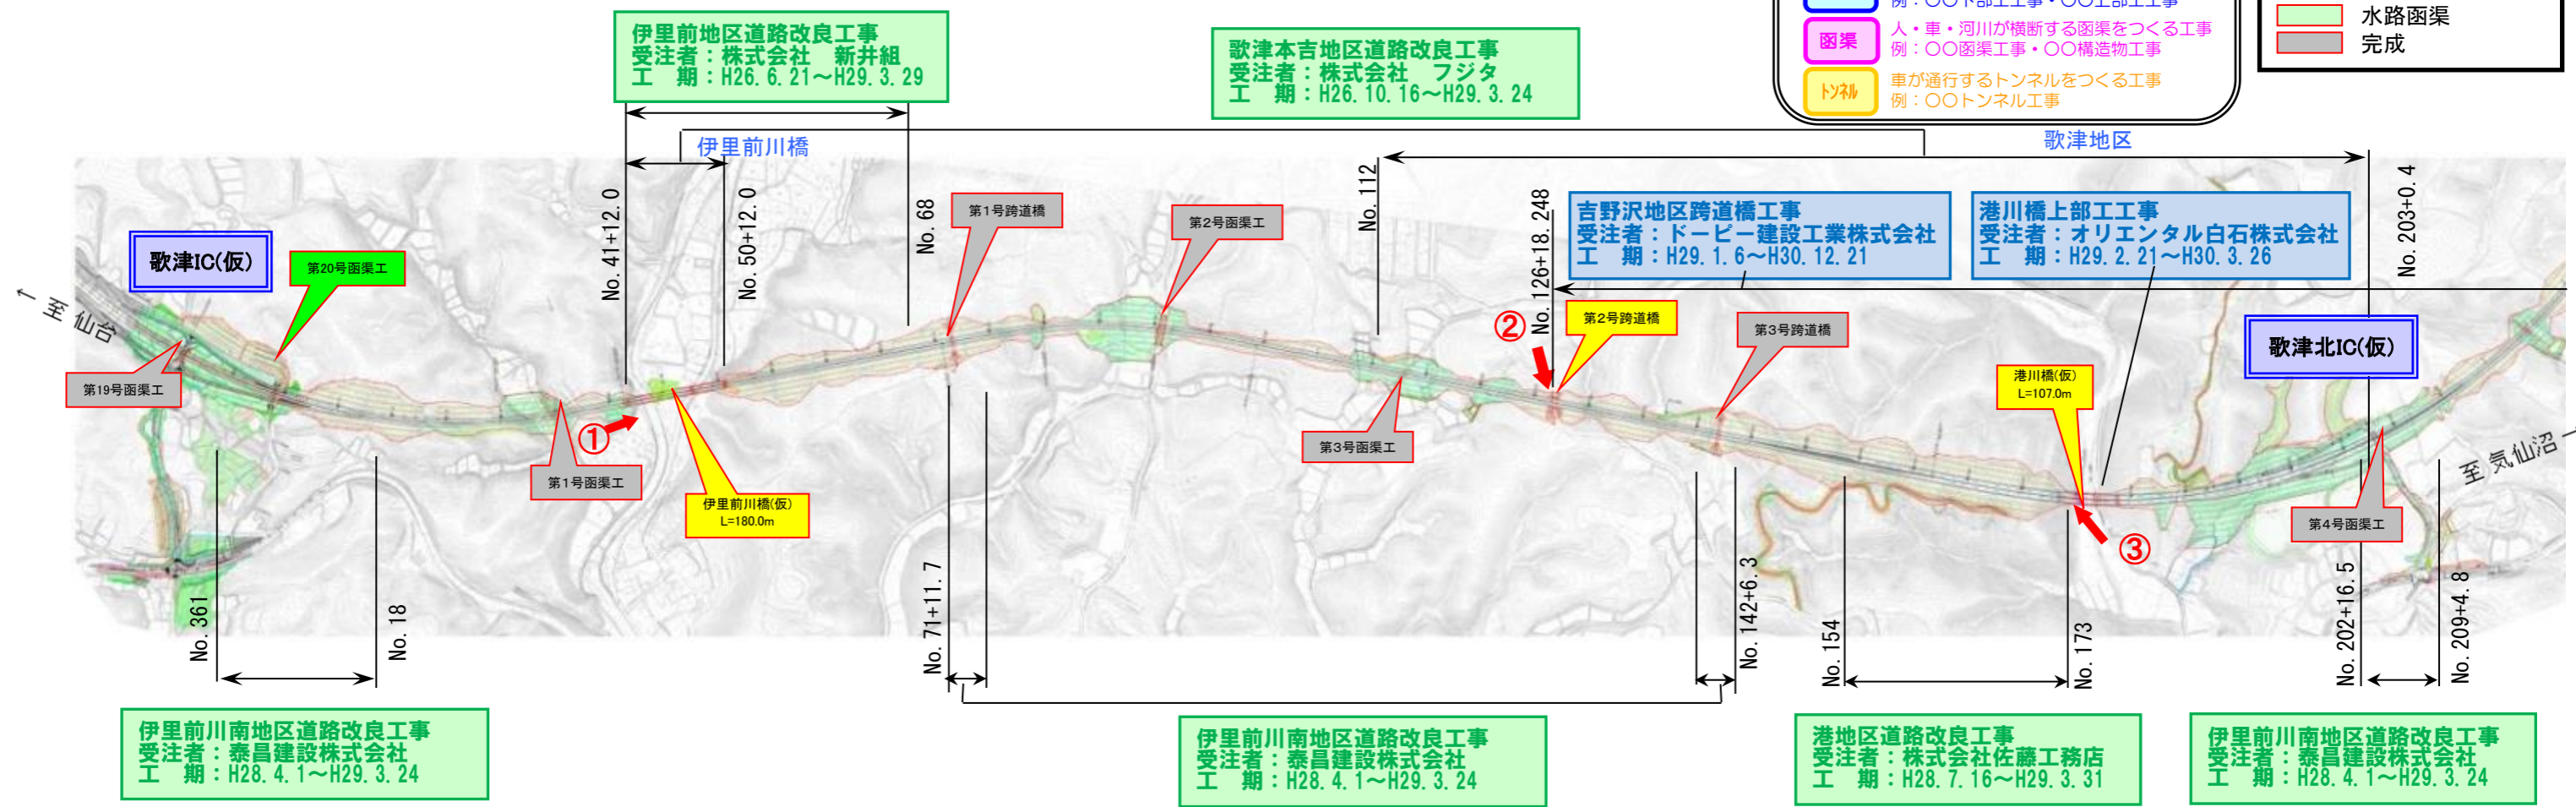 例：〇〇下部工工事・〇〇上部工工事
函渠
人・車・河川が横断する函渠をつくる工事
例：〇〇函渠工事・〇〇構造物工事
トンネル
車が通行するトンネルをつくる工事
例：〇〇トンネル工事
水路函渠
完成
伊里前地区道路改良工事
受注者：株式会社　新井組
工　期：H26.6.21～H29.3.29
歌津本吉地区道路改良工事
受注者：株式会社　フジタ
工　期：H26.10.16～H29.3.24
伊里前川橋
歌津地区
No.41+12.0
No.50+12.0
No.68
No.112
No.126+18.248
No.203+0.4
吉野沢地区跨道橋工事
受注者：ドーピー建設工業株式会社
工　期：H29.1.6～H30.12.21
港川橋上部工工事
受注者：オリエンタル白石株式会社
工　期：H29.2.21～H30.3.26
歌津IC(仮)
第20号函渠工
第1号跨道橋
第2号函渠工
②
第2号跨道橋
第3号跨道橋
歌津北IC(仮)
←至 仙台
第19号函渠工
①
第1号函渠工
伊里前川橋(仮)
L=180.0m
第3号函渠工
港川橋(仮)
L=107.0m
③
第4号函渠工
至 気仙沼→
No.361
No.18
No.71+11.7
No.142+6.3
No.154
No.173
No.202+16.5
No.209+4.8
伊里前川南地区道路改良工事
受注者：泰昌建設株式会社
工　期：H28.4.1～H29.3.24
伊里前川南地区道路改良工事
受注者：泰昌建設株式会社
工　期：H28.4.1～H29.3.24
港地区道路改良工事
受注者：株式会社佐藤工務店
工　期：H28.7.16～H29.3.31
伊里前川南地区道路改良工事
受注者：泰昌建設株式会社
工　期：H28.4.1～H29.3.24